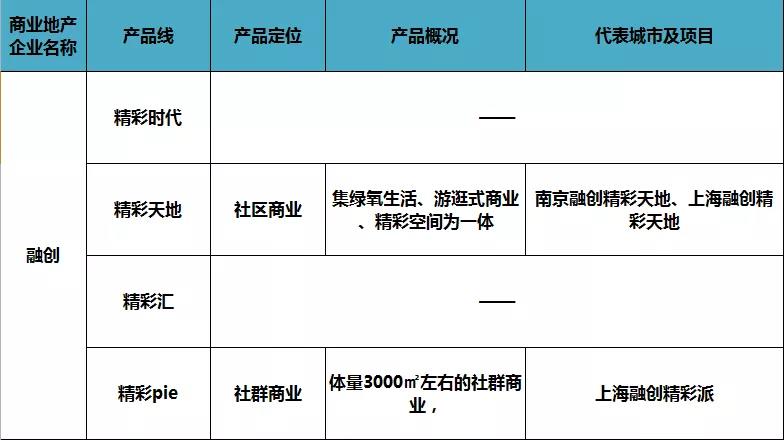 商业地产
企业名称
产品线
产品定位
产品概况
代表城市及项目
融创
精彩时代
——
精彩天地
社区商业
集绿氧生活、游逛式商业
、精彩空间为一体
南京融创精彩天地、上海融创精
彩天地
精彩汇
——
精彩pie
社群商业
体量3000㎡左右的社群商
业，
上海融创精彩派